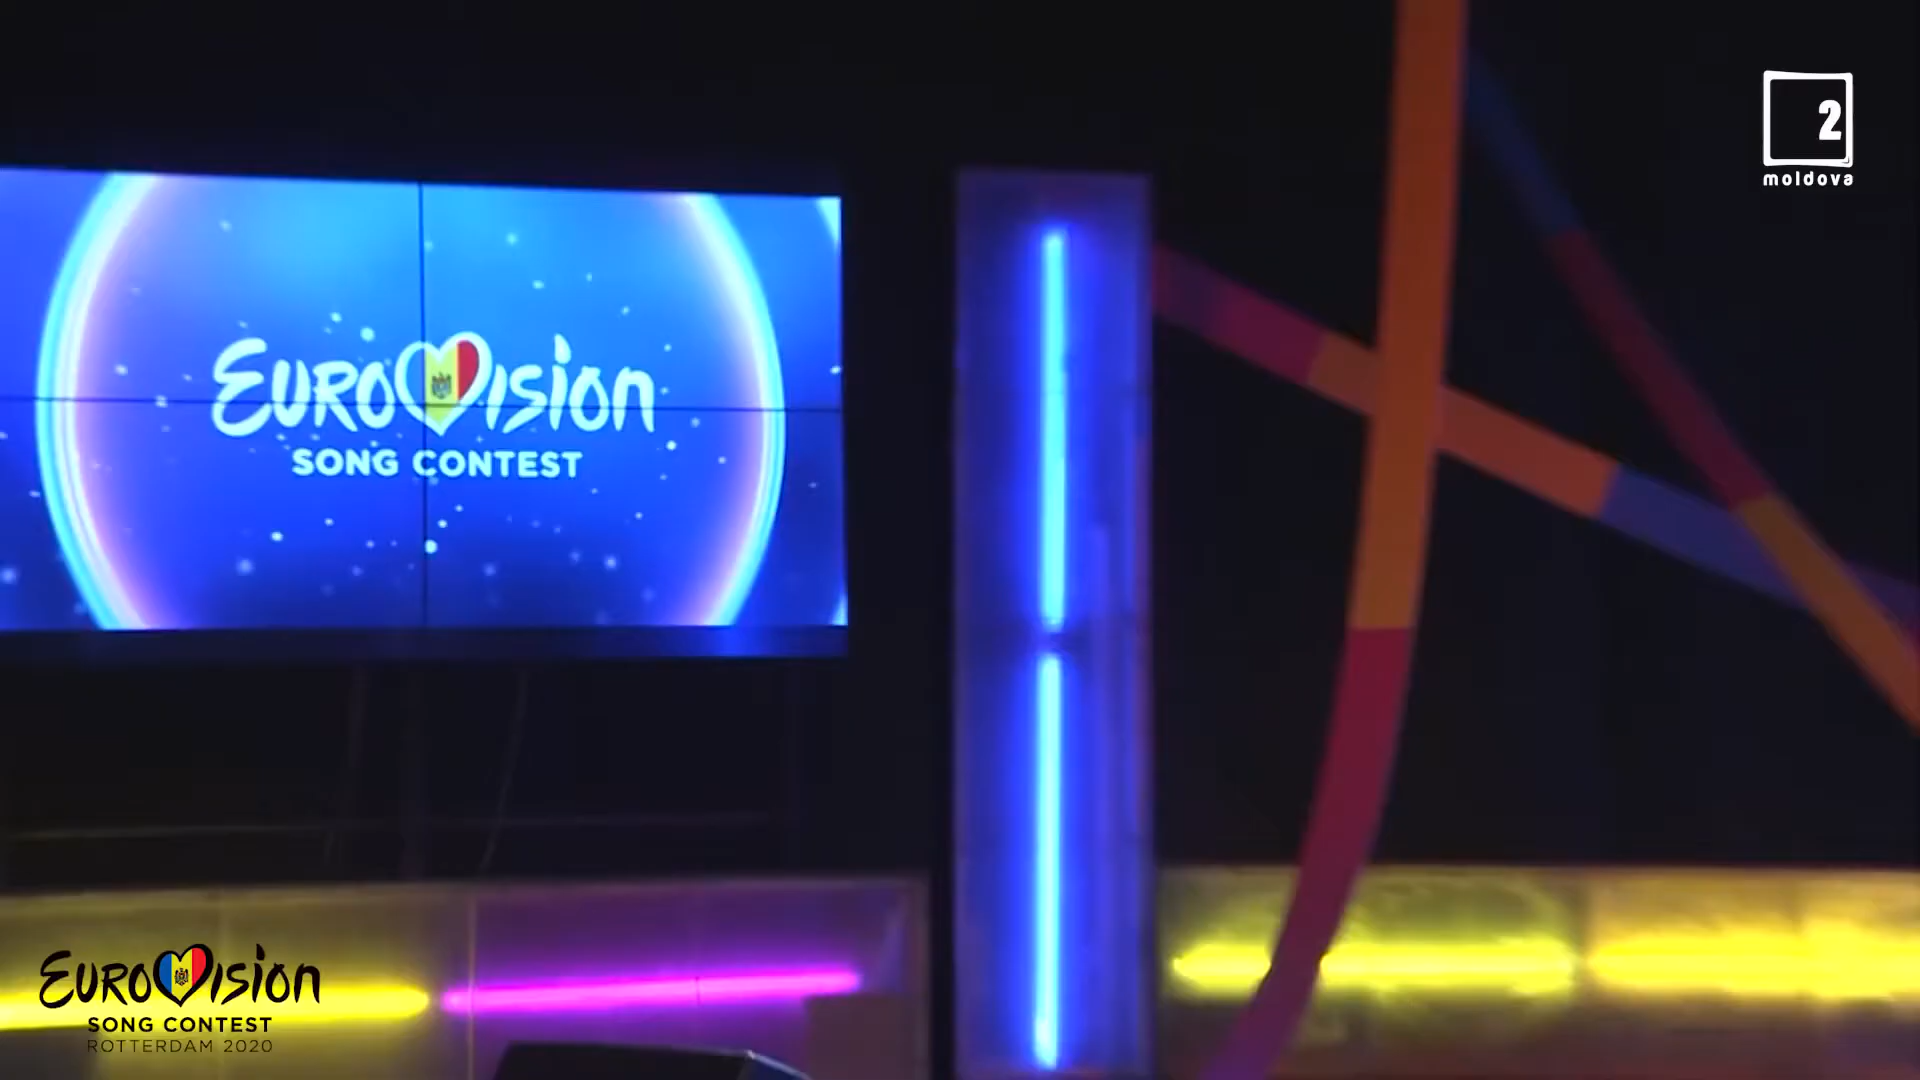 2
moldova
EUROVISION
SONG CONTEST
EUROVISION
SONG CONTEST
ROTTERDAM 2020